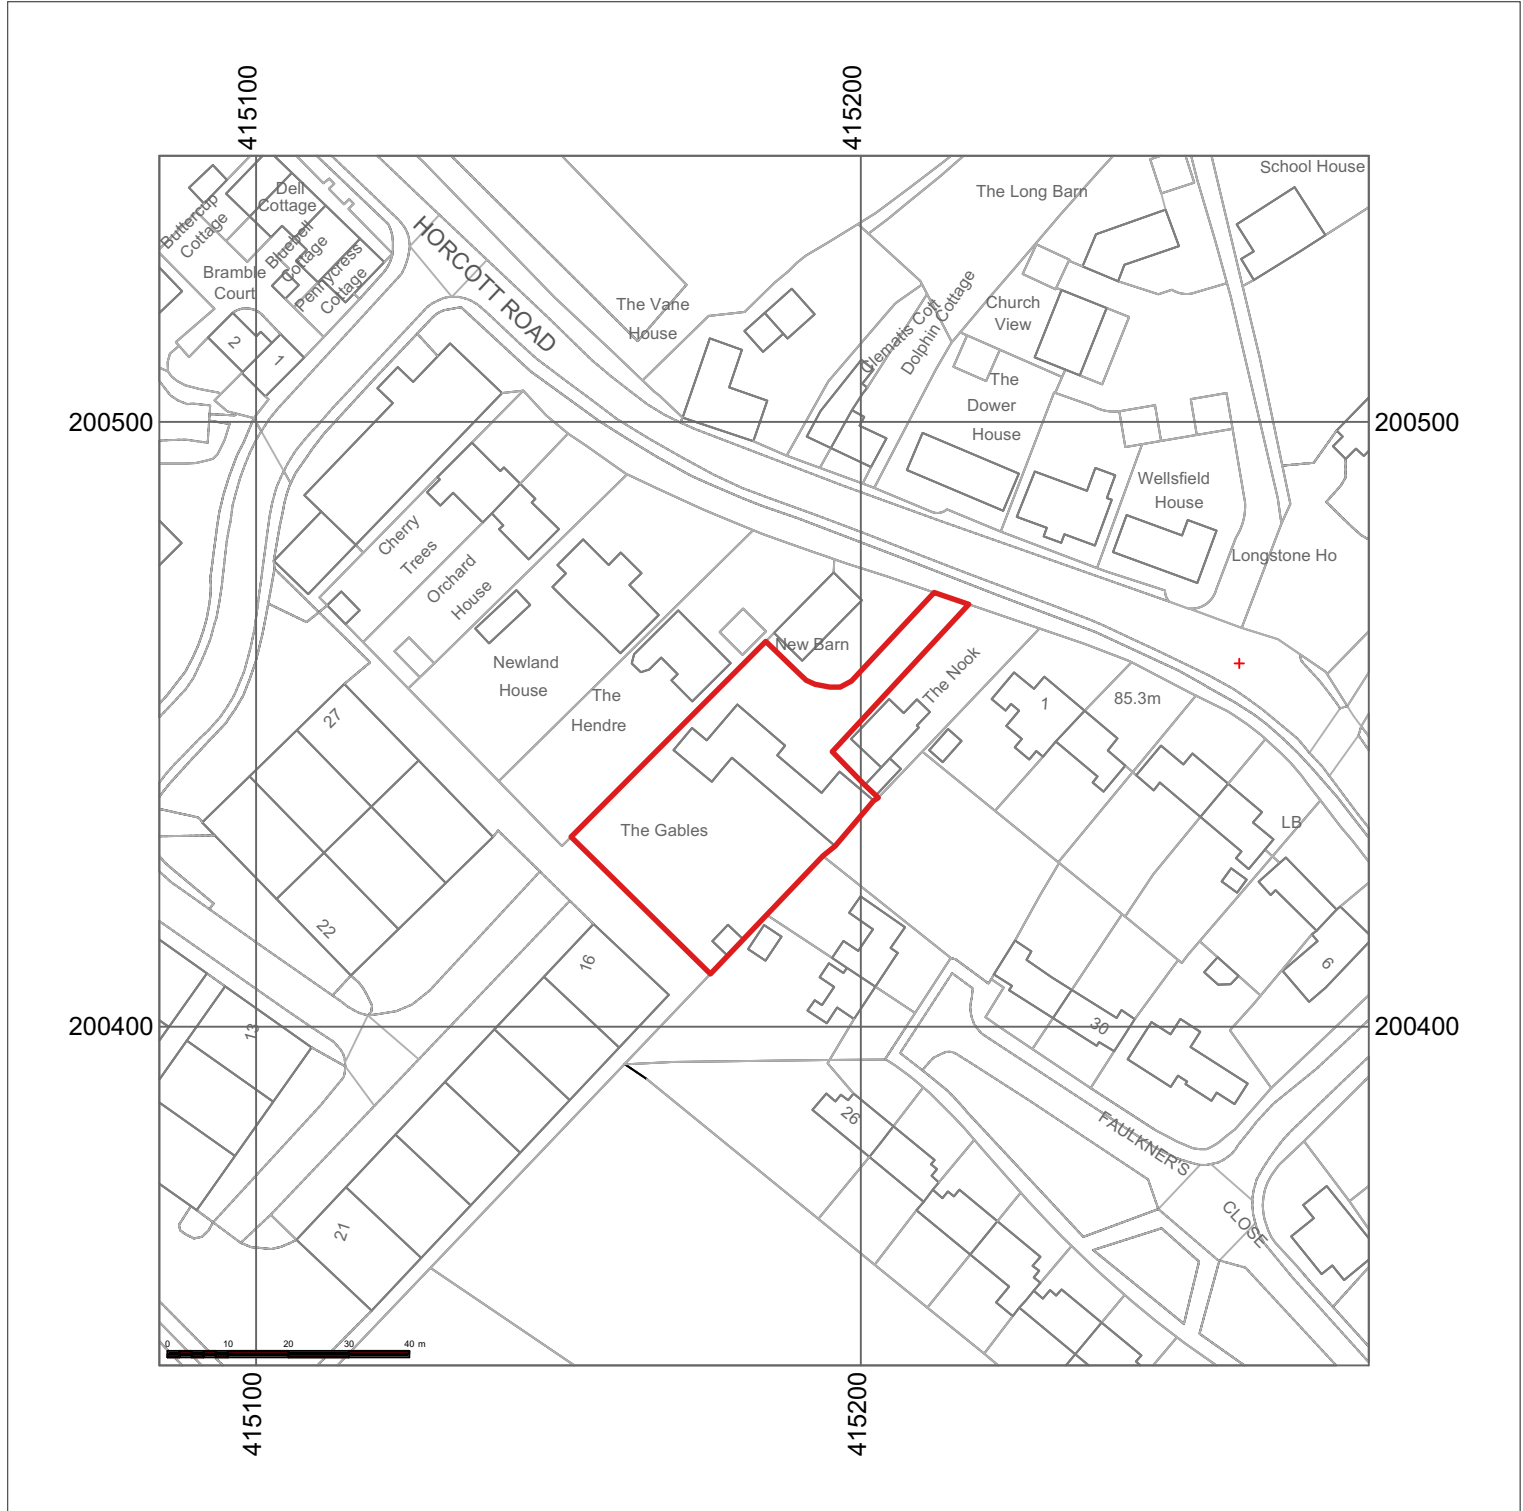 415100
415200
School House
Dell
Cottage
The Long Barn
Buttercup
Cottage
HORCOTT ROAD
Bluebell
Cottage
Pennycress
Cottage
Bramble
Court
The Vane
House
Clematis Cott
Dolphin Cottage
Church
View
2
1
The
Dower
House
200500
200500
Wellsfield
House
Cherry
Trees
Longstone Ho
Orchard
House
New Barn
Newland
House
The Nook
The
Hendre
1
85.3m
27
The Gables
LB
22
16
6
200400
200400
13
30
26
FAULKNER'S
CLOSE
21
0 10 20 30 40 m
415100
415200